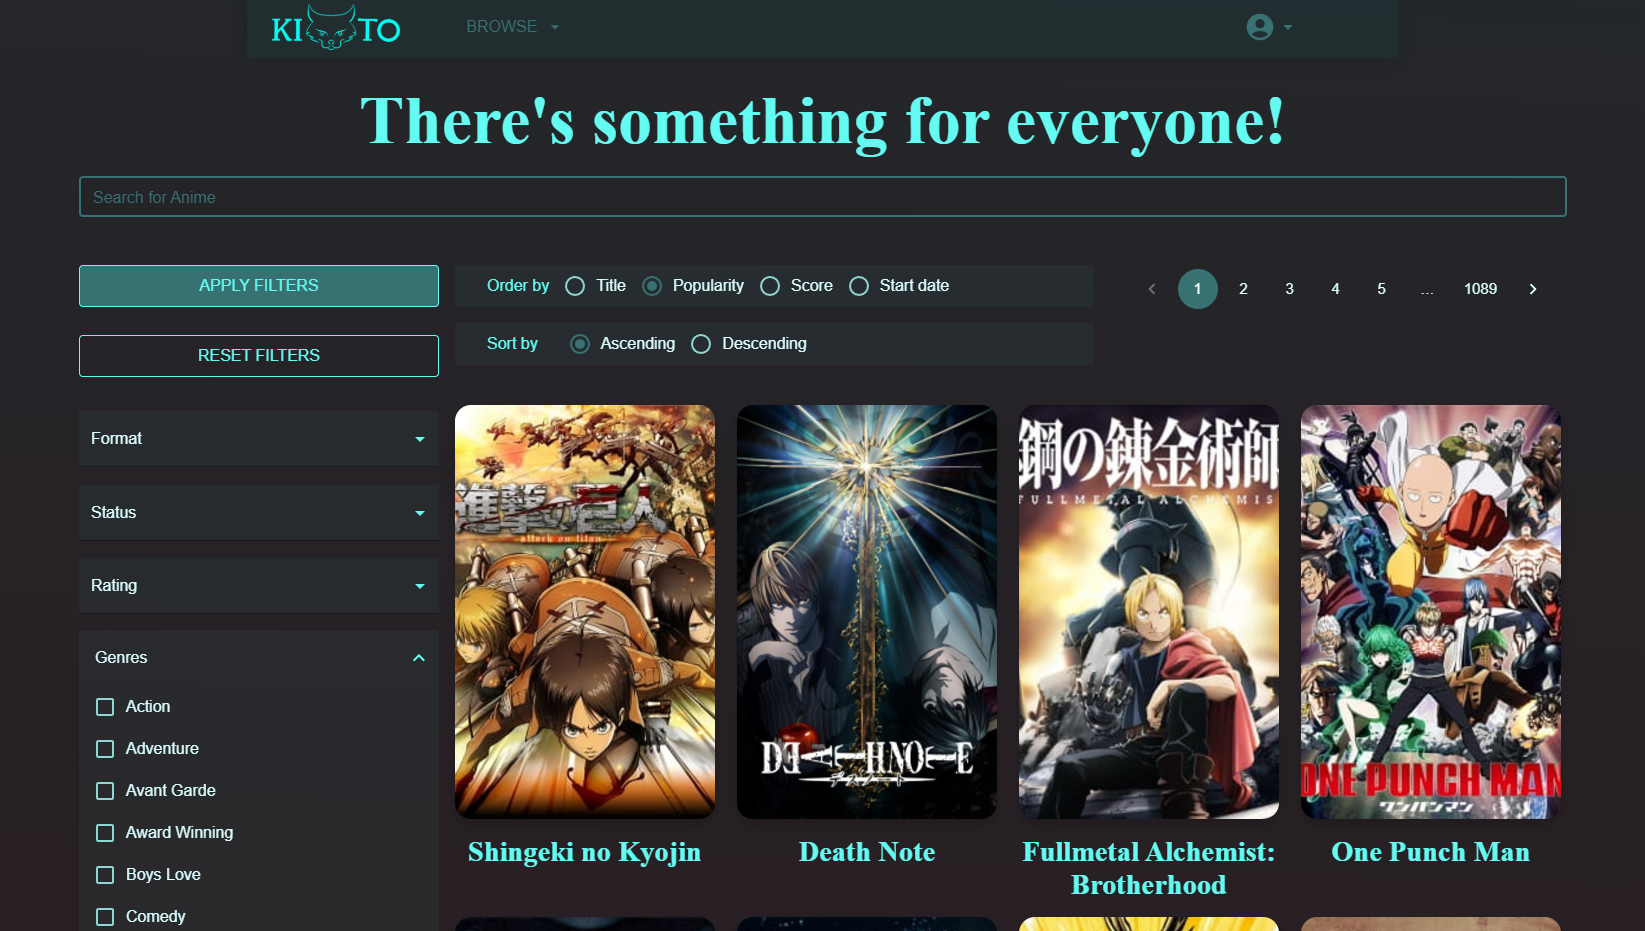 KITO
BROWSE
There's something for everyone!
Search for Anime
APPLY FILTERS
Order by Title Popularity Score Start date
1 2 3 4 5 ... 1089
RESET FILTERS
Sort by Ascending Descending
Format
Status
Rating
Genres
Action
Adventure
Avant Garde
Award Winning
Boys Love
Comedy
進撃の巨人
attack on titan
DEATH NOTE
鋼の錬金術師
FULLMETAL ALCHEMIS
ONE PUNCH MAN
ワンパンマン
Shingeki no Kyojin
Death Note
Fullmetal Alchemist:
Brotherhood
One Punch Man